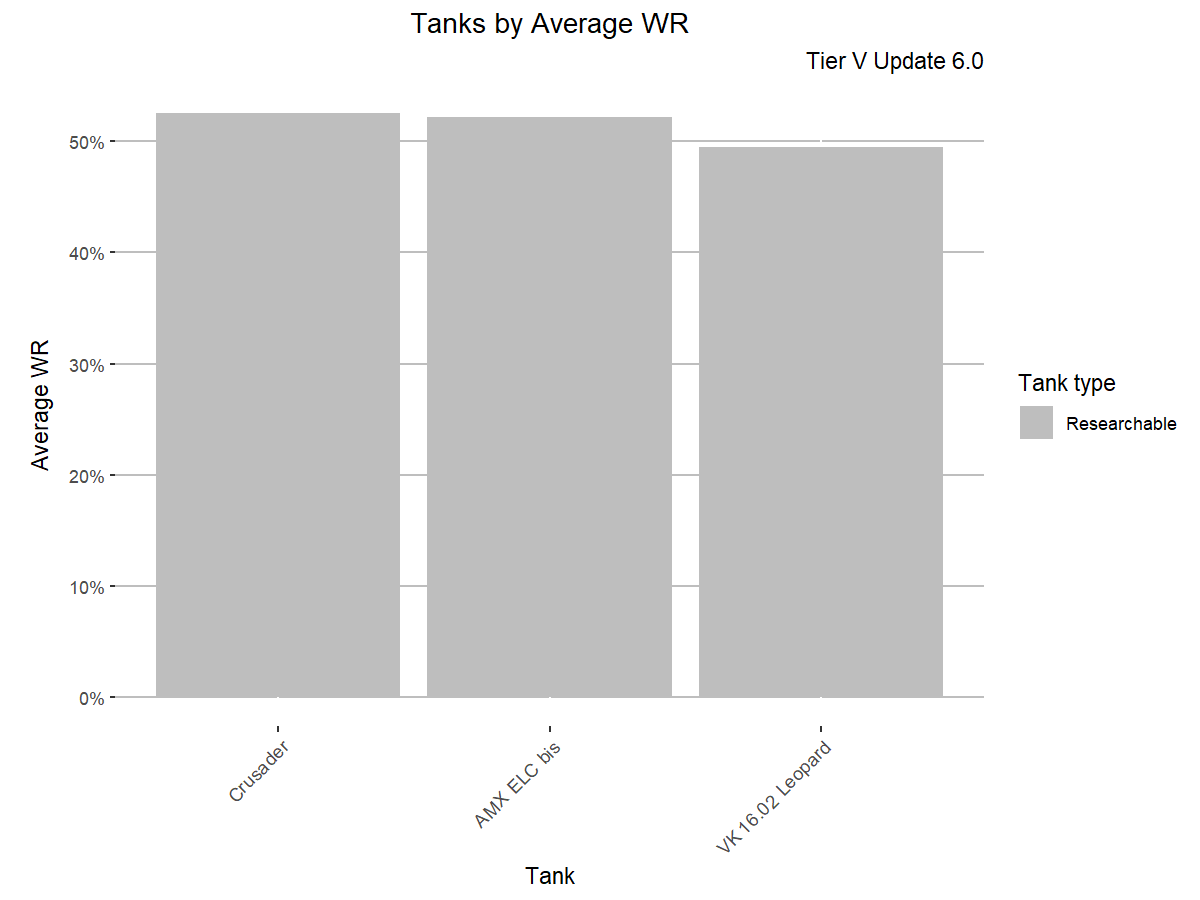 Tanks by Average WR
Tier V Update 6.0
Average WR
50%
40%
30%
20%
10%
0%
Crusader
AMX ELC bis
VK 16.02 Leopard
Tank
Tank type
Researchable